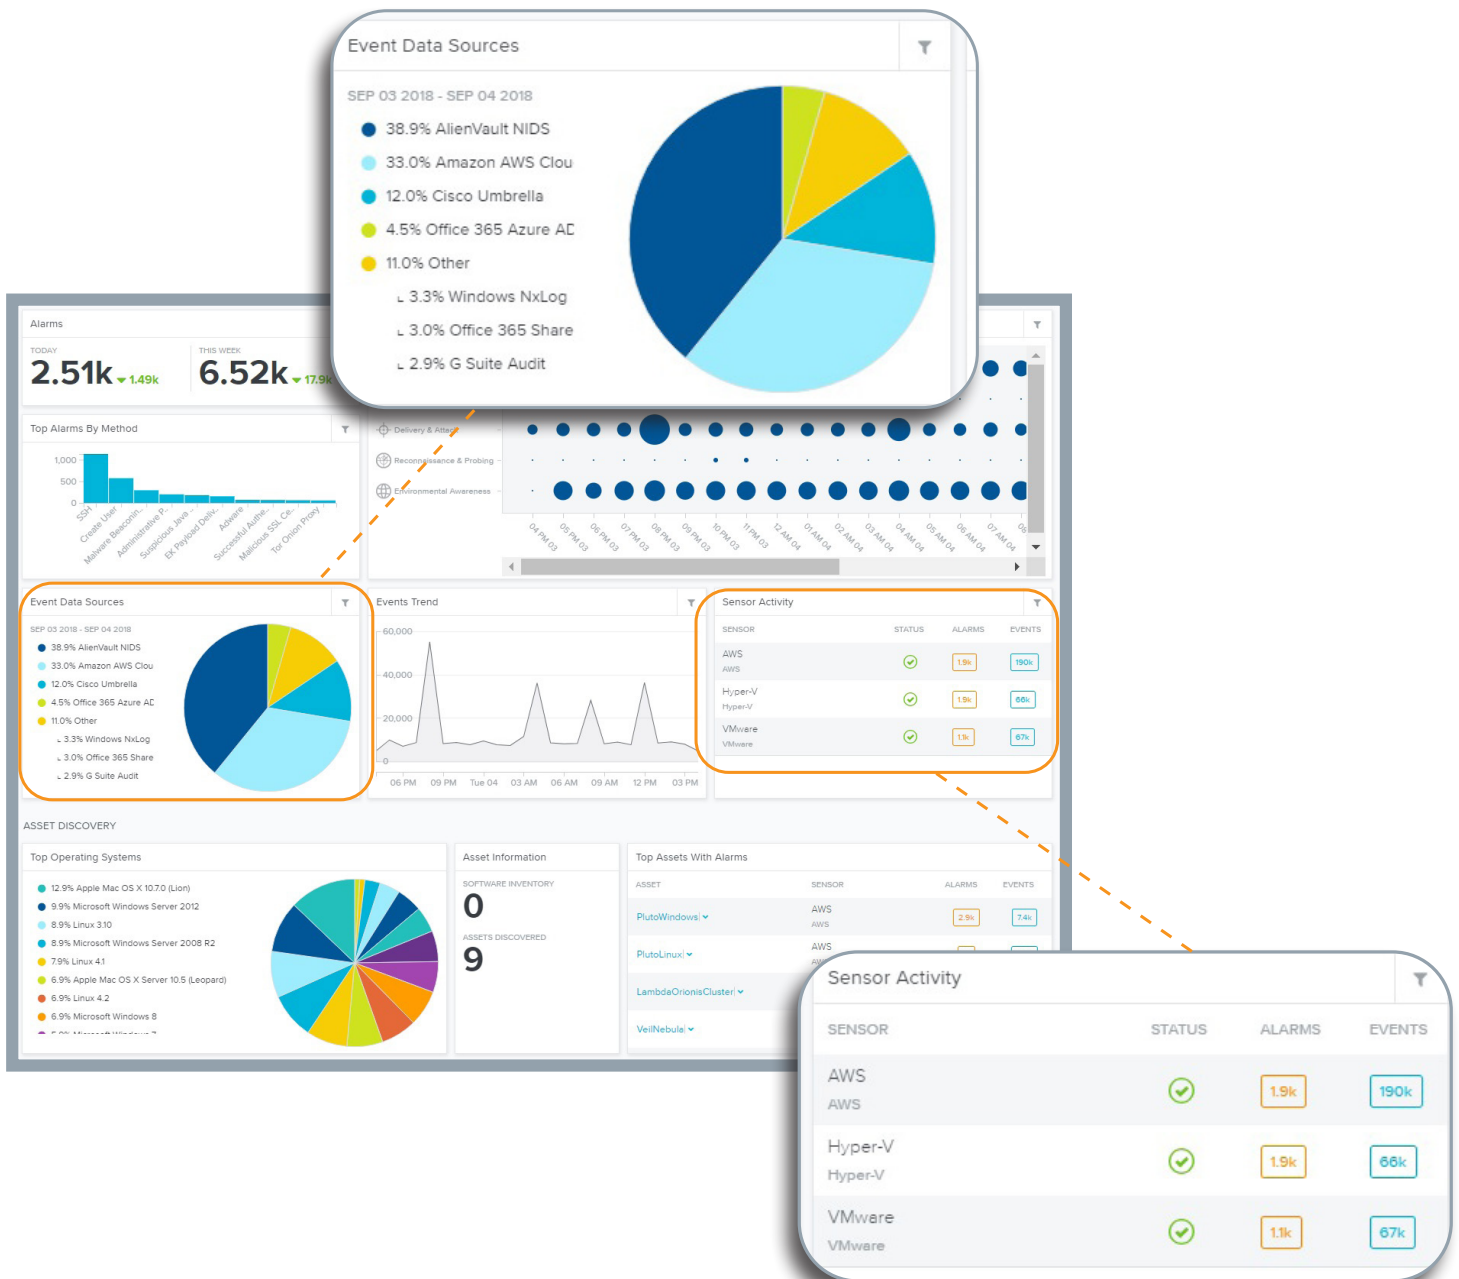 Event Data Sources
SEP 03 2018 - SEP 04 2018
38.9% AlienVault NIDS
33.0% Amazon AWS Clou
12.0% Cisco Umbrella
4.5% Office 365 Azure AD
11.0% Other
3.3% Windows NxLog
3.0% Office 365 Share
2.9% G Suite Audit
Alarms
TODAY
2.51k 1.49k
THIS WEEK
6.52k 17.9k
Top Alarms By Method
1,000
500
0
SSH
Create User
Malware Beaconin..
Administrative P..
Suspicious Java ..
EK Payload Deliv..
Adware
Successful Authe..
Malicious SSL Ce..
Tor Onion Proxy
Delivery & Attack
Reconnaissance & Probing
Environmental Awareness
04 PM 03
05 PM 03
06 PM 03
07 PM 03
08 PM 03
09 PM 03
10 PM 03
11 PM 03
12 AM 04
01 AM 04
02 AM 04
03 AM 04
04 AM 04
05 AM 04
06 AM 04
07 AM 04
08
Event Data Sources
SEP 03 2018 - SEP 04 2018
38.9% AlienVault NIDS
33.0% Amazon AWS Clou
12.0% Cisco Umbrella
4.5% Office 365 Azure AD
11.0% Other
3.3% Windows NxLog
3.0% Office 365 Share
2.9% G Suite Audit
Events Trend
60,000
40,000
20,000
0
06 PM 09 PM Tue 04 03 AM 06 AM 09 AM 12 PM 03 PM
Sensor Activity
SENSOR STATUS ALARMS EVENTS
AWS
AWS
1.9k 190k
Hyper-V
Hyper-V
1.9k 66k
VMware
VMware
1.1k 67k
ASSET DISCOVERY
Top Operating Systems
12.9% Apple Mac OS X 10.7.0 (Lion)
9.9% Microsoft Windows Server 2012
8.9% Linux 3.10
8.9% Microsoft Windows Server 2008 R2
7.9% Linux 4.1
6.9% Apple Mac OS X Server 10.5 (Leopard)
6.9% Linux 4.2
6.9% Microsoft Windows 8
Asset Information
SOFTWARE INVENTORY
0
ASSETS DISCOVERED
9
Top Assets With Alarms
ASSET SENSOR ALARMS EVENTS
PlutoWindows AWS 2.9k 7.4k
AWS
PlutoLinux AWS
LambdaOrionisCluster
VeilNebula
Sensor Activity
SENSOR STATUS ALARMS EVENTS
AWS
AWS
1.9k 190k
Hyper-V
Hyper-V
1.9k 66k
VMware
VMware
1.1k 67k